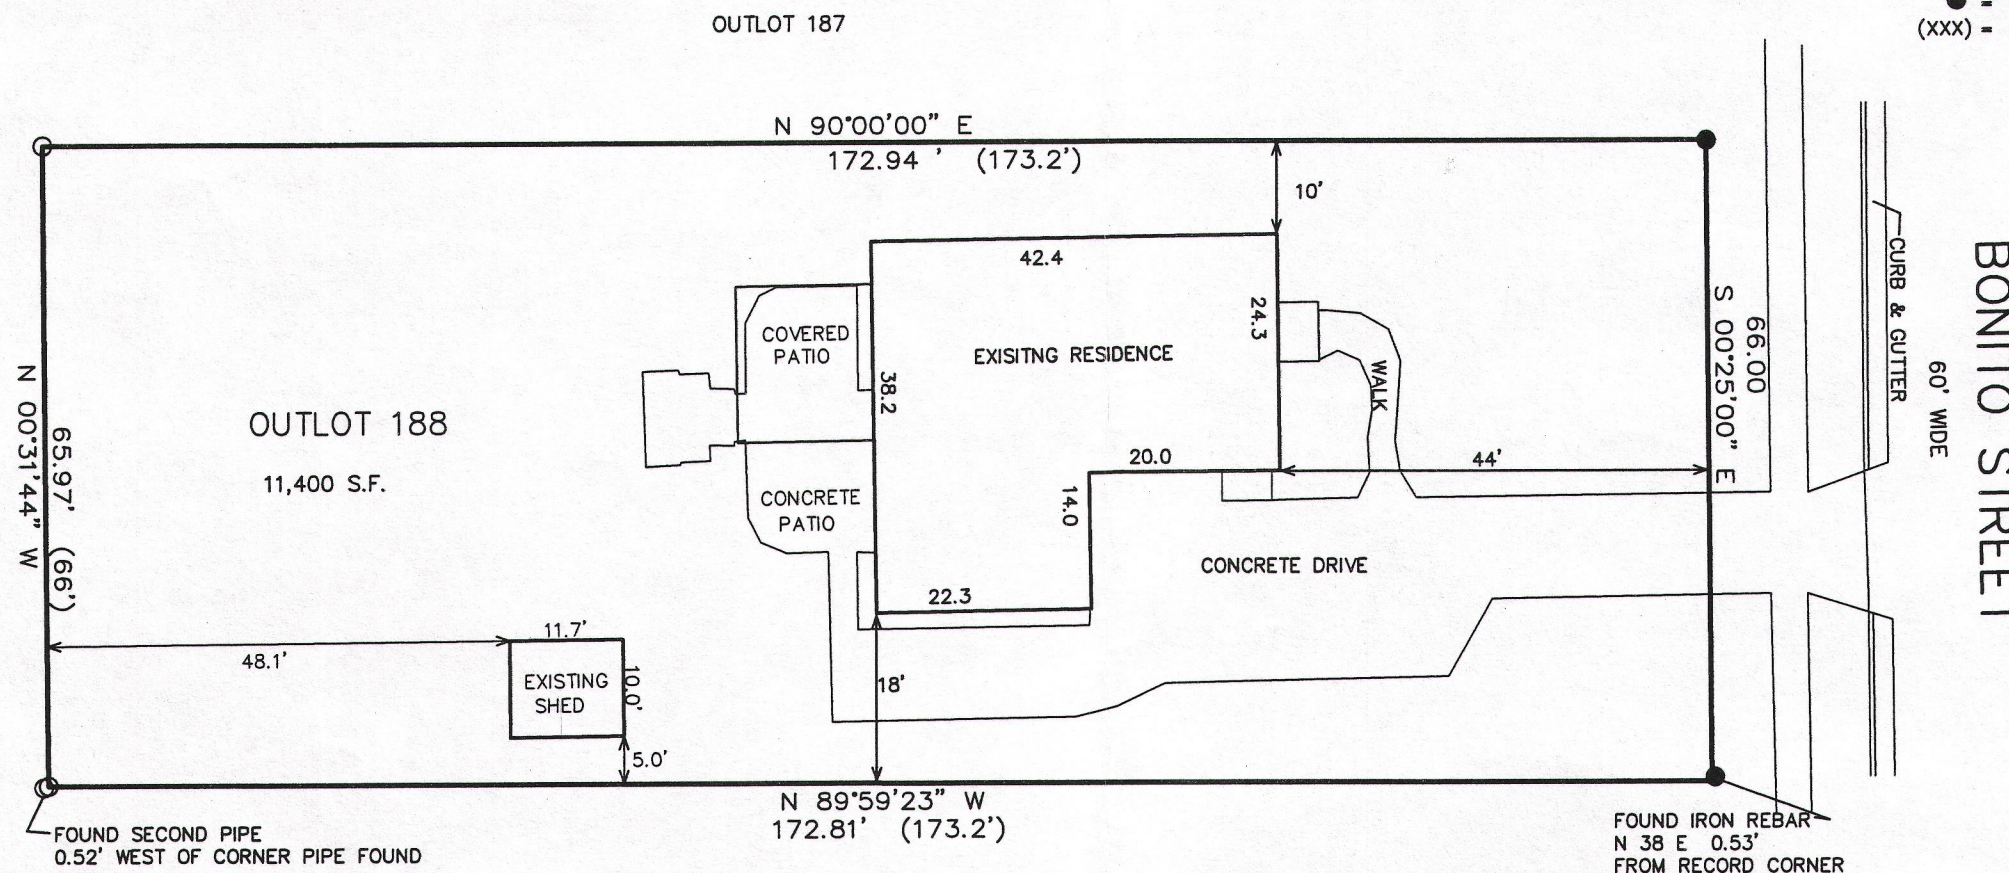 OUTLOT 187
(XXX) =
N 90°00'00" E
172.94 ' (173.2')
10'
42.4
24.3
COVERED
PATIO
EXISITNG RESIDENCE
38.2
WALK
S 00°25'00" E
66.00
CURB & GUTTER
60' WIDE
BONITO STREET
N 00°31'44" W
65.97' (66')
OUTLOT 188
11,400 S.F.
20.0
44'
14.0
CONCRETE
PATIO
CONCRETE DRIVE
22.3
11.7'
48.1'
EXISTING
SHED
10.0'
18'
5.0'
N 89°59'23" W
172.81' (173.2')
FOUND SECOND PIPE
0.52' WEST OF CORNER PIPE FOUND
FOUND IRON REBAR
N 38 E 0.53'
FROM RECORD CORNER